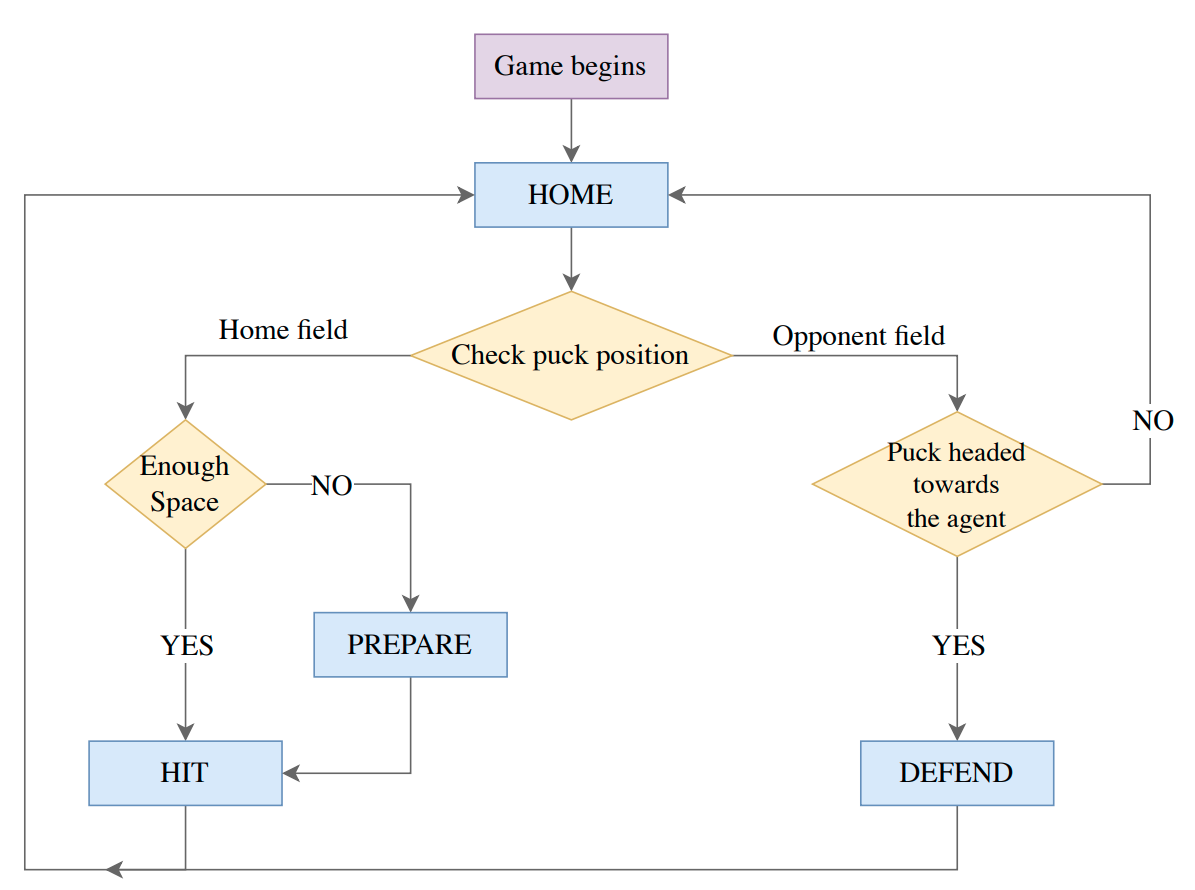 Game begins
HOME
Home field
Check puck position
Opponent field
NO
Enough
Space
NO
Puck headed
towards
the agent
YES
PREPARE
YES
HIT
DEFEND